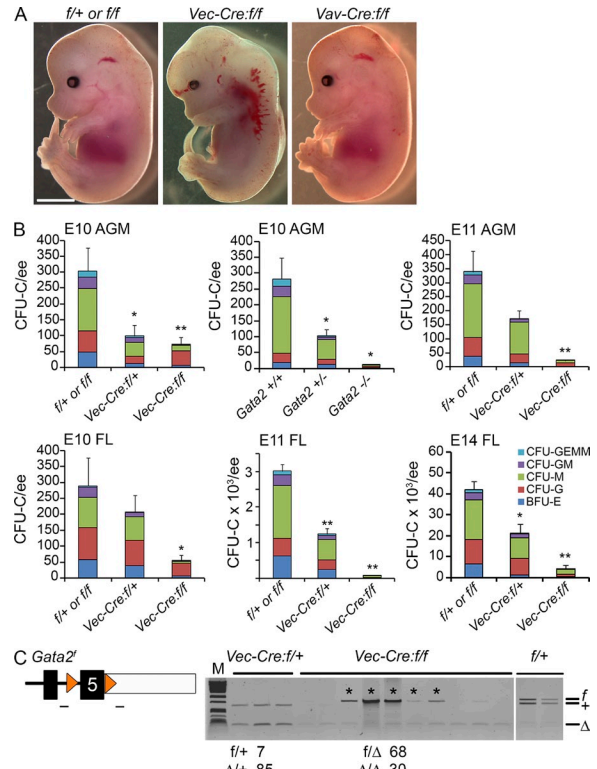 A
f/+ or f/f
Vec-Cre:f/f
Vav-Cre:f/f
B
E10 AGM
CFU-C/ee
400
350
300
250
200
150
100
50
0
*
**
f/+ or f/f
Vec-Cre:f/+
Vec-Cre:f/f
E10 AGM
CFU-C/ee
400
350
300
250
200
150
100
50
0
*
*
Gata2 +/+
Gata2 +/-
Gata2 -/-
E11 AGM
CFU-C/ee
450
400
350
300
250
200
150
100
50
0
**
f/+ or f/f
Vec-Cre:f/+
Vec-Cre:f/f
E10 FL
CFU-C/ee
400
350
300
250
200
150
100
50
0
*
f/+ or f/f
Vec-Cre:f/+
Vec-Cre:f/f
E11 FL
CFU-C x 10³/ee
4
3
2
1
0
**
**
f/+ or f/f
Vec-Cre:f/+
Vec-Cre:f/f
E14 FL
CFU-C x 10³/ee
60
50
40
30
20
10
0
*
**
f/+ or f/f
Vec-Cre:f/+
Vec-Cre:f/f
CFU-GEMM
CFU-GM
CFU-M
CFU-G
BFU-E
C
Gata2ᶠ
5
M
Vec-Cre:f/+
Vec-Cre:f/f
f/+
* * * * *
f
+
Δ
f/+ 7
f/Δ 68